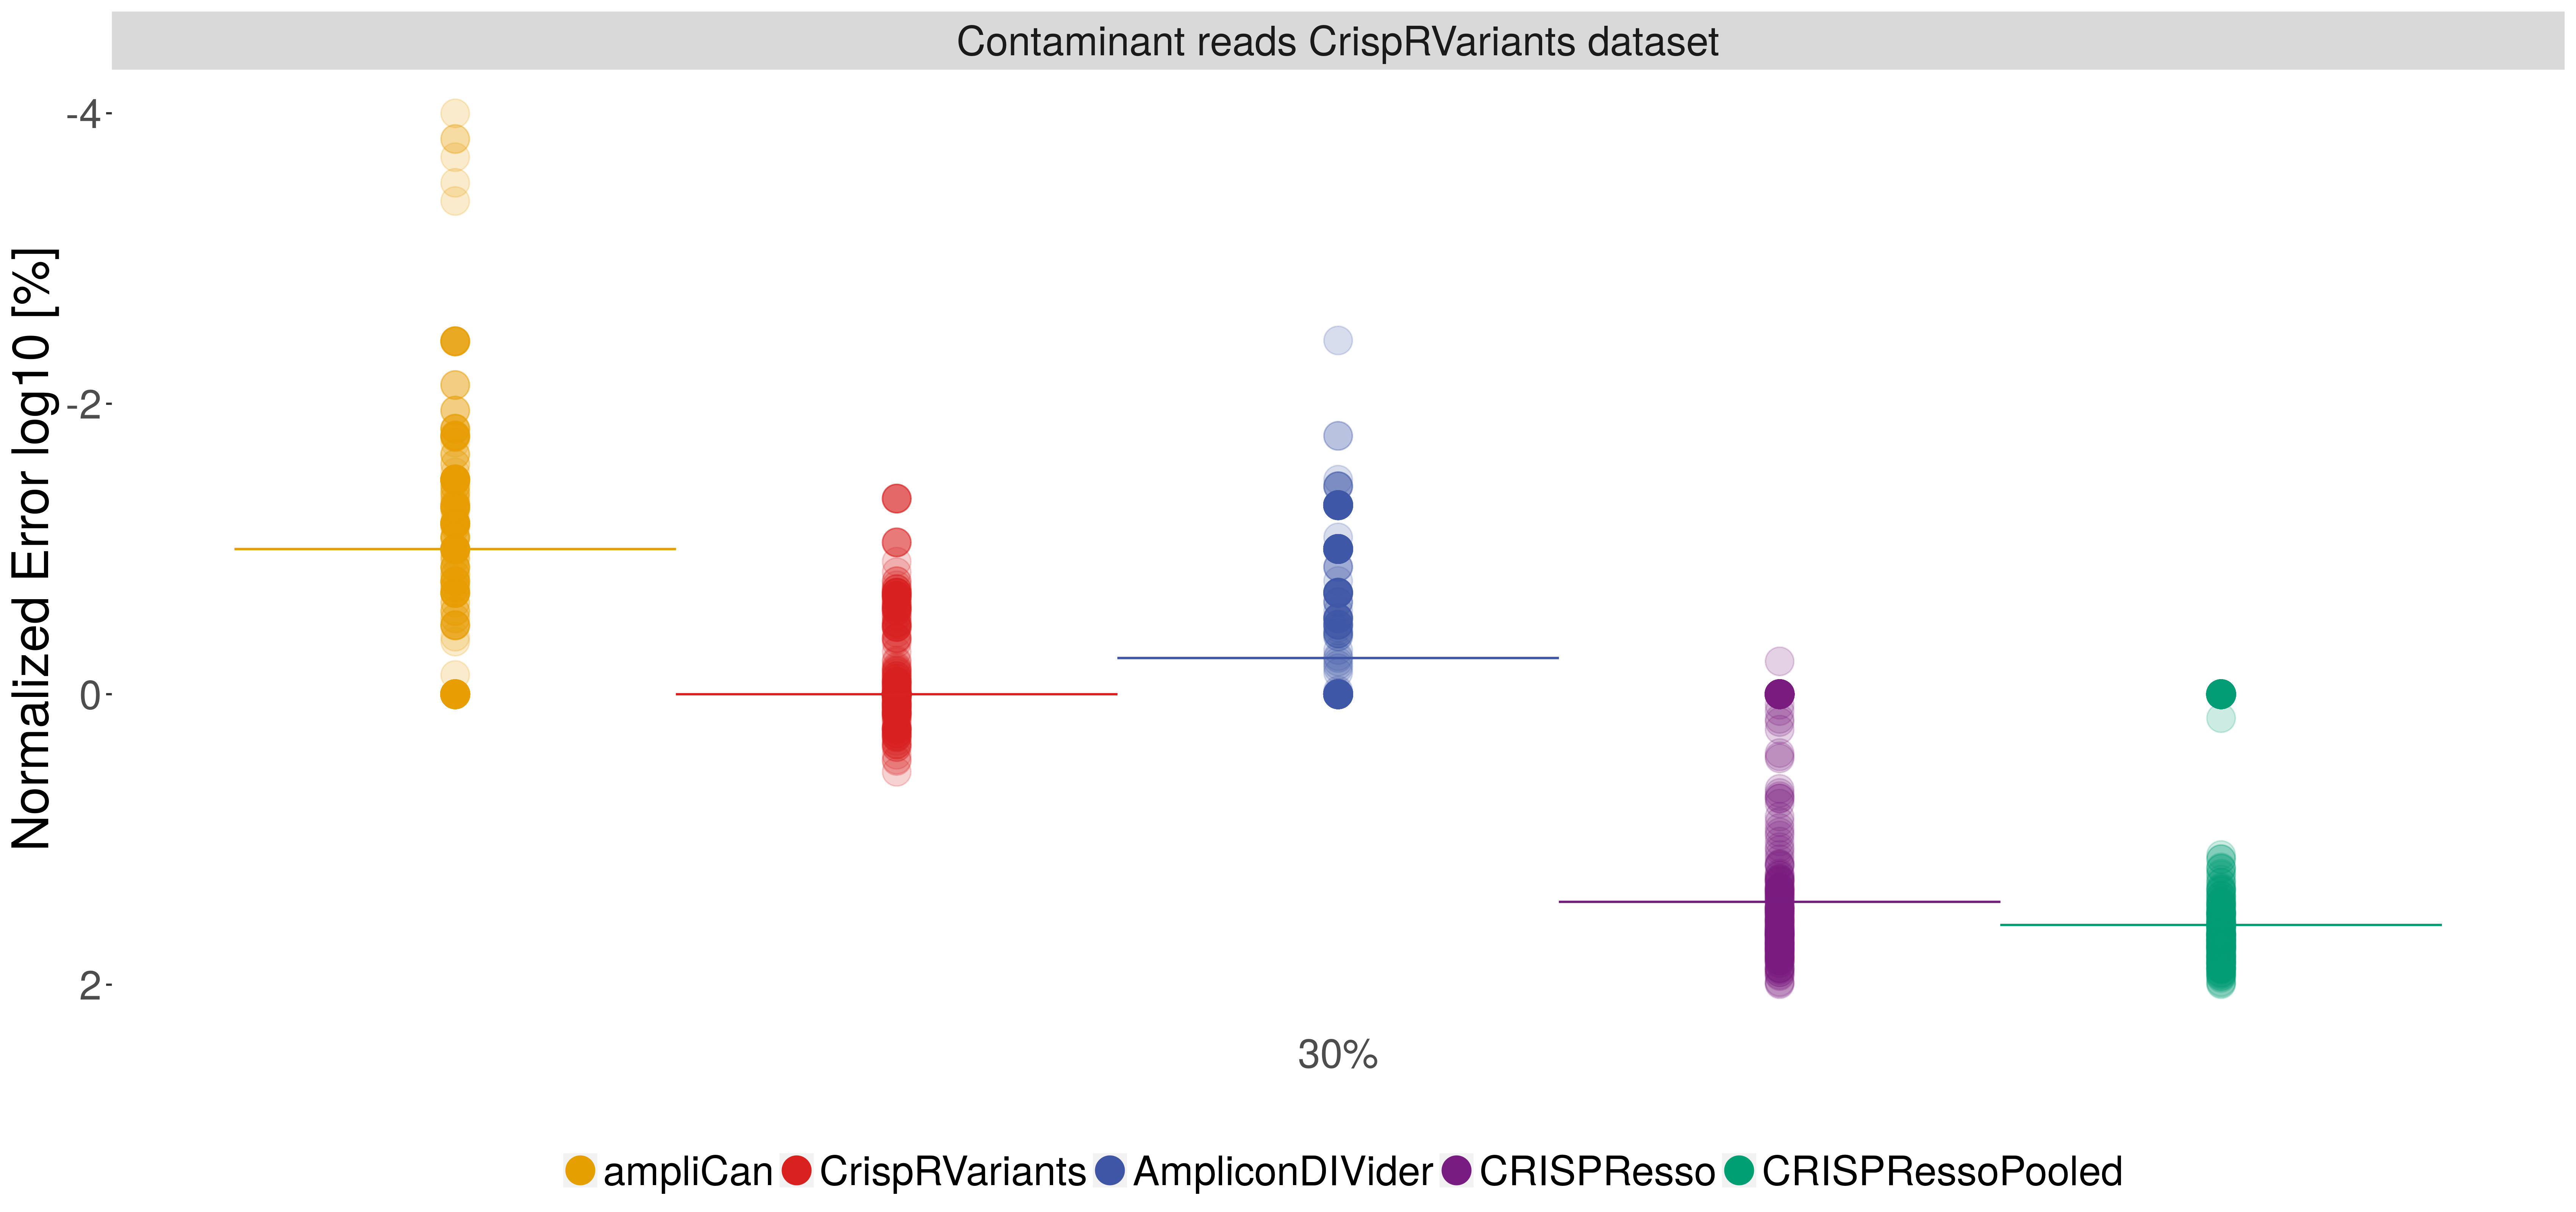 Contaminant reads CrispRVariants dataset
Normalized Error log10 [%]
-4
-2
0
2
30%
ampliCan CrispRVariants AmpliconDIVider CRISPResso CRISPRessoPooled